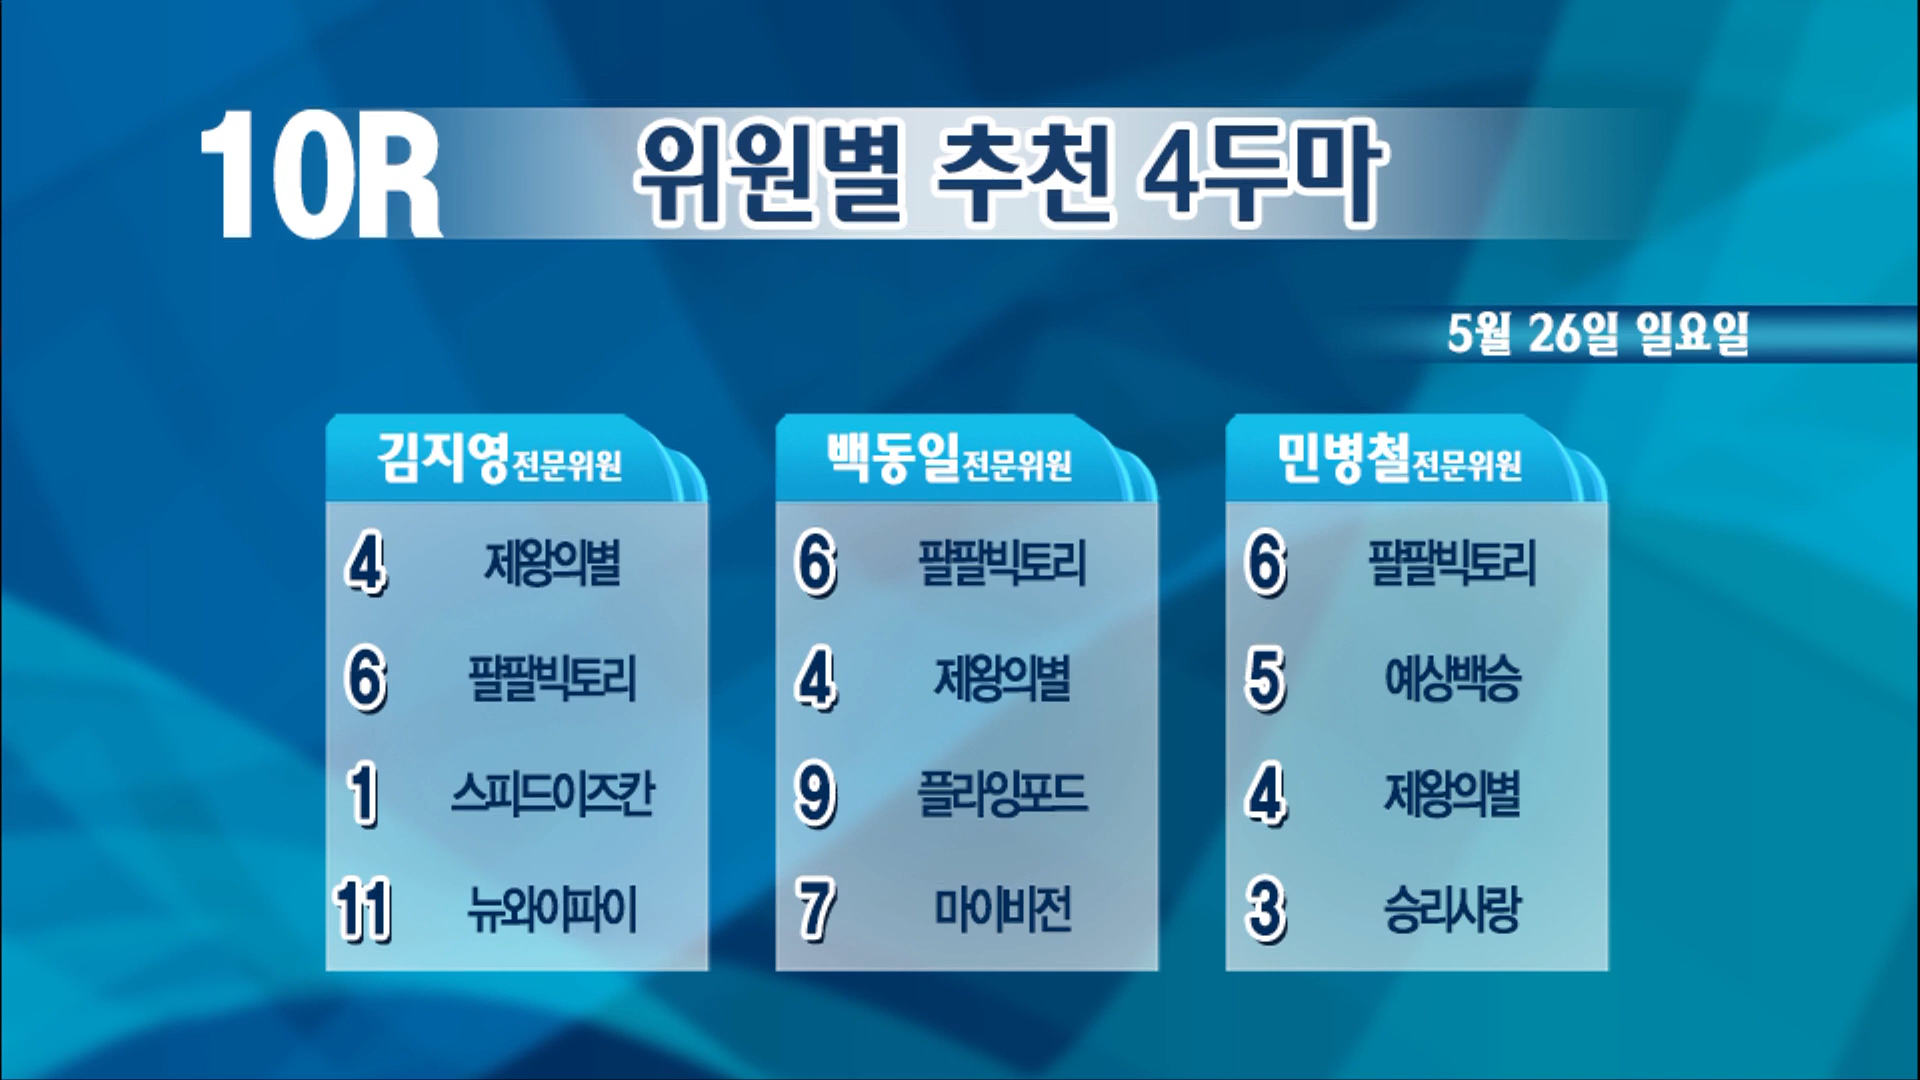 10R 위원별 추천 4두마
5월 26일 일요일
김지영전문위원
4 제왕의별
6 팔팔빅토리
1 스피드이즈칸
11 뉴와이파이
백동일전문위원
6 팔팔빅토리
4 제왕의별
9 플라잉포드
7 마이비전
민병철전문위원
6 팔팔빅토리
5 예상백승
4 제왕의별
3 승리사랑